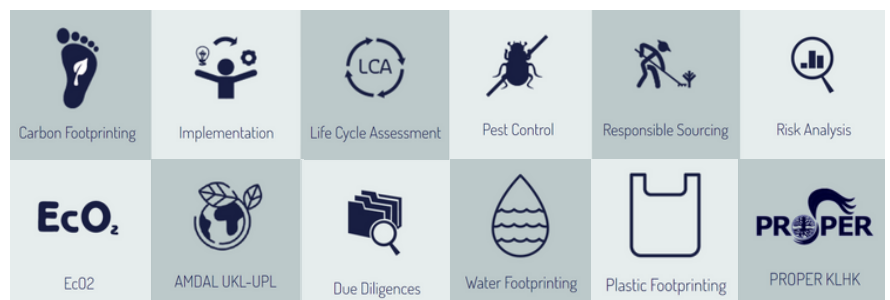 LCA
Carbon Footprinting
Implementation
Life Cycle Assessment
Pest Control
Responsible Sourcing
Risk Analysis
EcO₂
PROPER
EcO2
AMDAL UKL-UPL
Due Diligences
Water Footprinting
Plastic Footprinting
PROPER KLHK